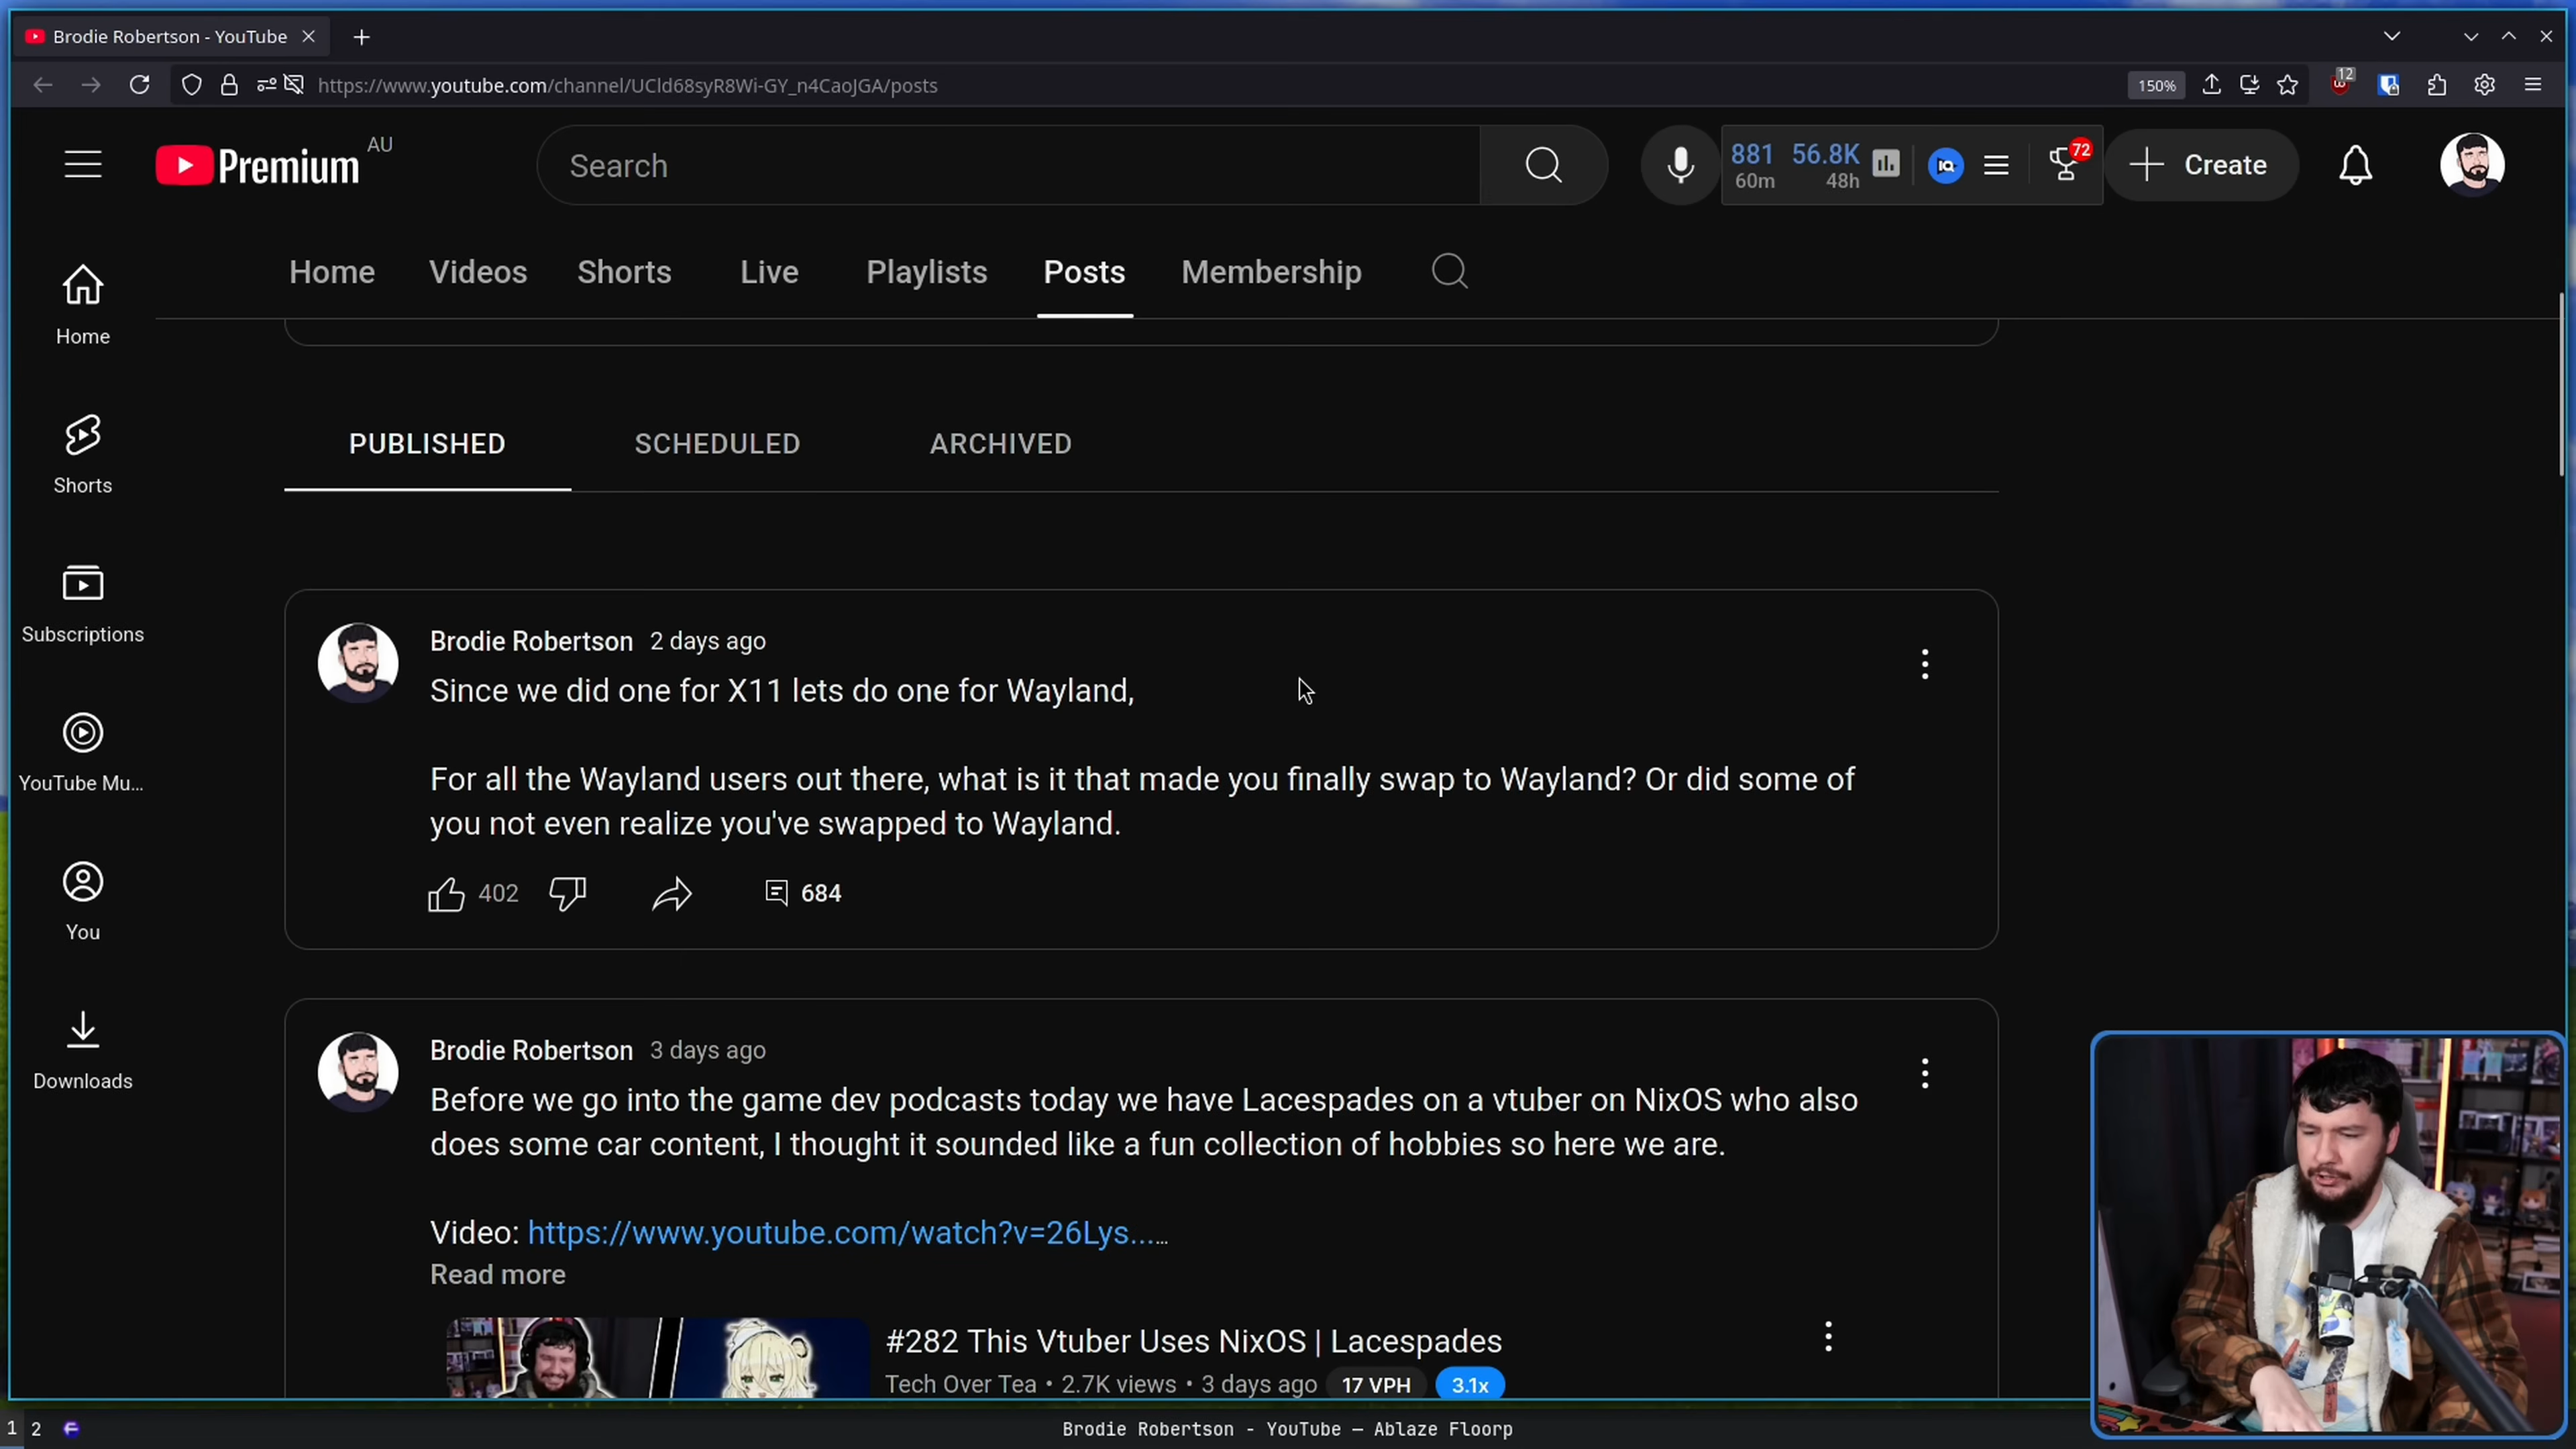 Brodie Robertson - YouTube
https://www.youtube.com/channel/UCld68syR8Wi-GY_n4CaoJGA/posts
150%
12
Premium
AU
Search
881
60m
56.8K
48h
IQ
72
Create
Home
Videos
Shorts
Live
Playlists
Posts
Membership
Home
Shorts
Subscriptions
YouTube Mu...
You
Downloads
PUBLISHED
SCHEDULED
ARCHIVED
Brodie Robertson 2 days ago
Since we did one for X11 lets do one for Wayland,
For all the Wayland users out there, what is it that made you finally swap to Wayland? Or did some of
you not even realize you've swapped to Wayland.
402
684
Brodie Robertson 3 days ago
Before we go into the game dev podcasts today we have Lacespades on a vtuber on NixOS who also
does some car content, I thought it sounded like a fun collection of hobbies so here we are.
Video: https://www.youtube.com/watch?v=26Lys......
Read more
#282 This Vtuber Uses NixOS | Lacespades
Tech Over Tea • 2.7K views • 3 days ago 17 VPH 3.1x
1 2
Brodie Robertson - YouTube — Ablaze Floorp